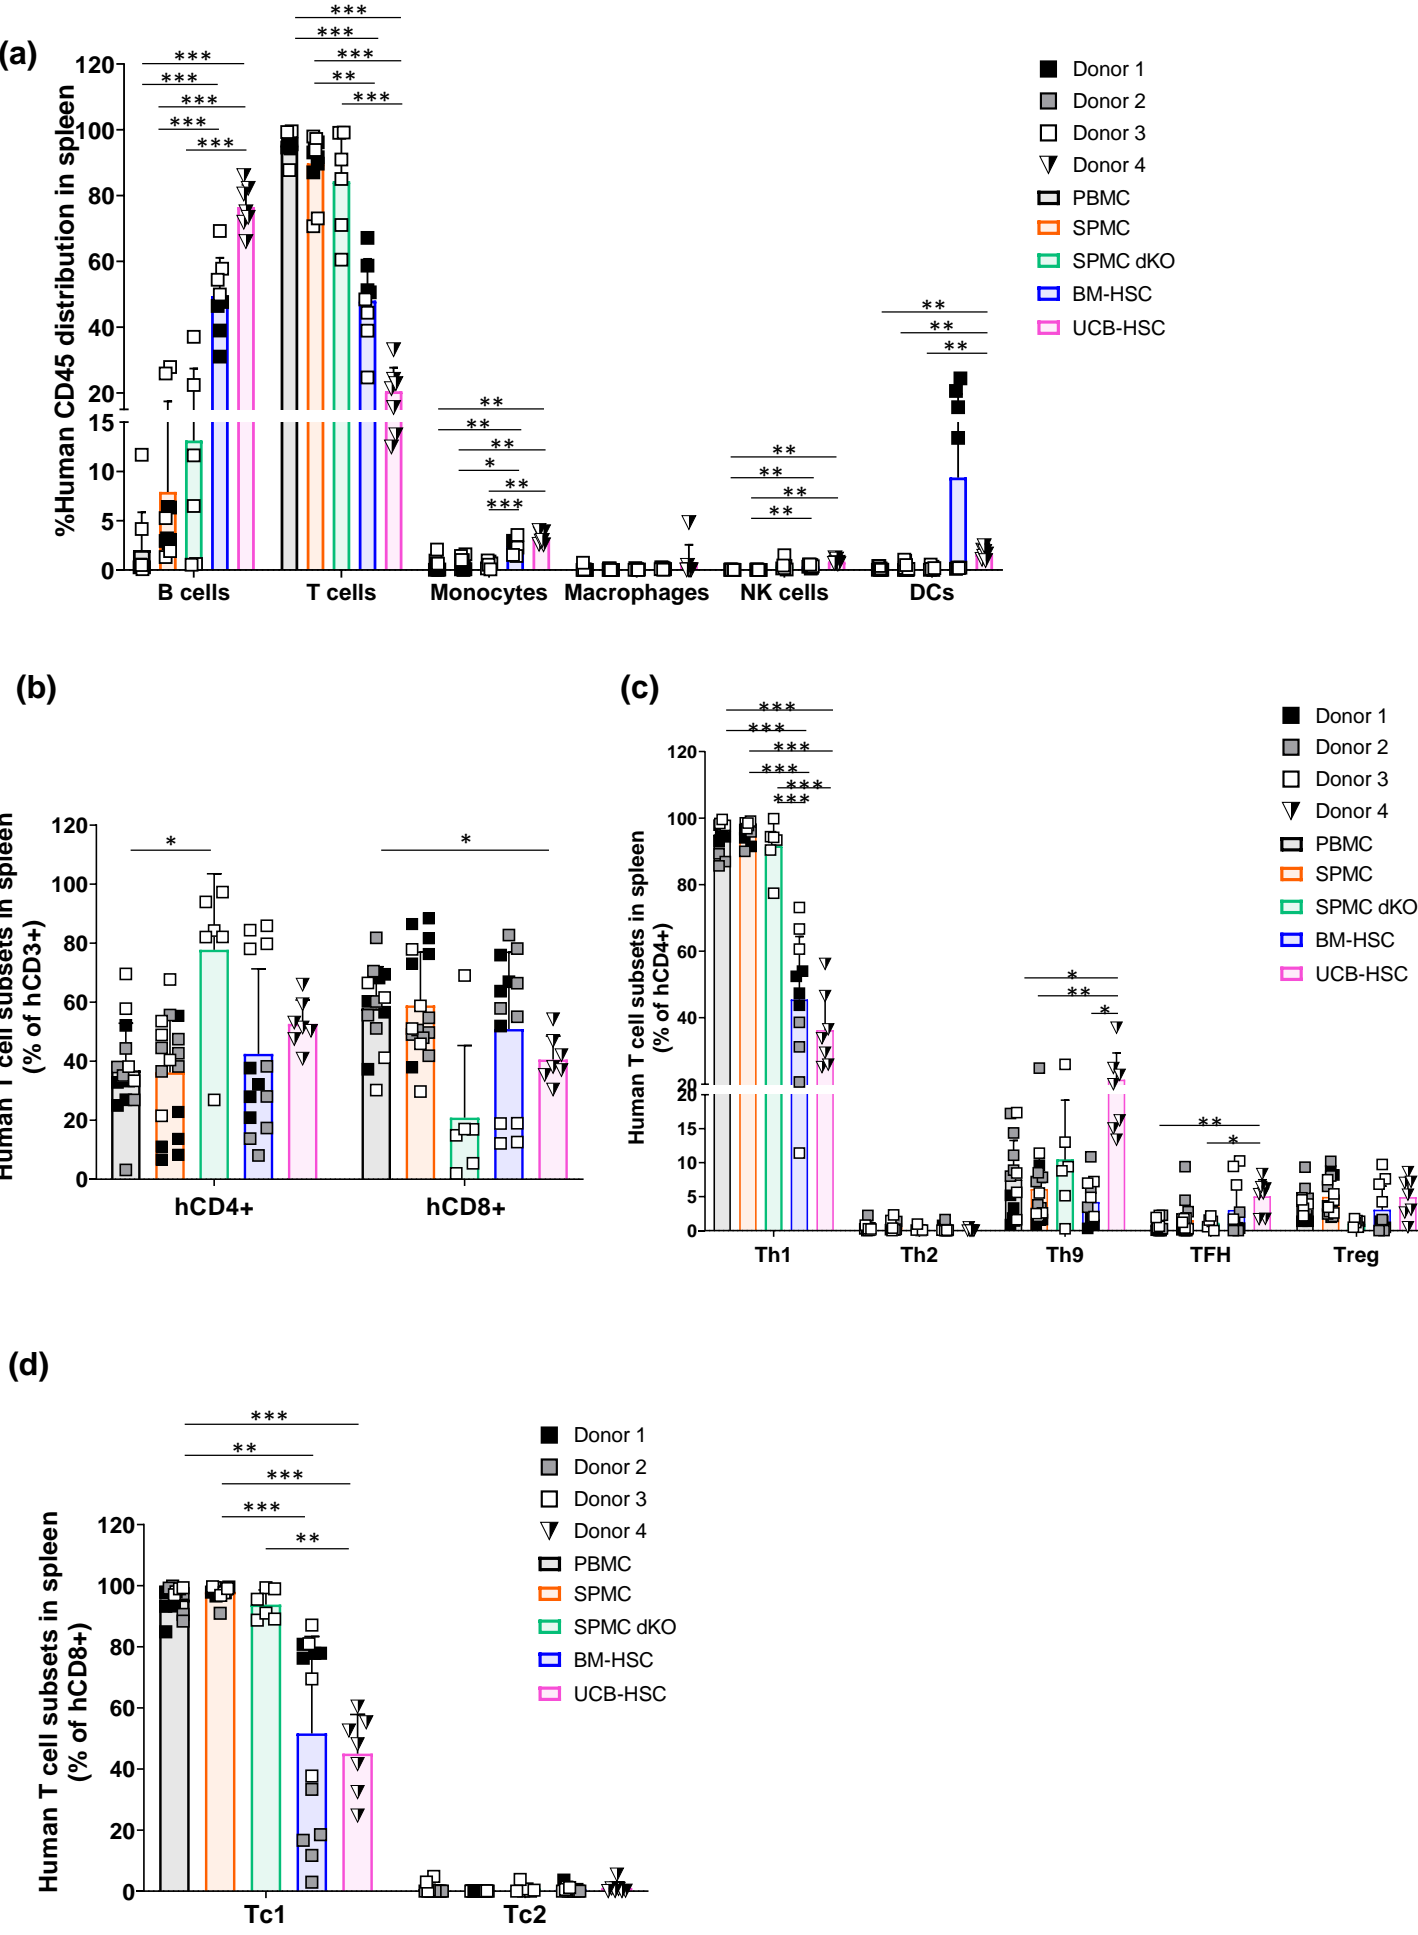 (a)
%Human CD45 distribution in spleen
120
100
80
60
40
20
15
10
5
0
*** *** *** *** ***
*** *** *** ** ***
** ** ** * ** ***
** ** ** **
** ** **
B cells T cells Monocytes Macrophages NK cells DCs
Donor 1
Donor 2
Donor 3
Donor 4
PBMC
SPMC
SPMC dKO
BM-HSC
UCB-HSC
(b)
Human T cell subsets in spleen
(% of hCD3+)
120
100
80
60
40
20
0
* *
hCD4+ hCD8+
(c)
Human T cell subsets in spleen
(% of hCD4+)
120
100
80
60
40
20
20
15
10
5
0
*** *** *** *** *** ***
* ** *
** *
Th1 Th2 Th9 TFH Treg
Donor 1
Donor 2
Donor 3
Donor 4
PBMC
SPMC
SPMC dKO
BM-HSC
UCB-HSC
(d)
Human T cell subsets in spleen
(% of hCD8+)
120
100
80
60
40
20
0
*** ** *** *** **
Tc1 Tc2
Donor 1
Donor 2
Donor 3
Donor 4
PBMC
SPMC
SPMC dKO
BM-HSC
UCB-HSC